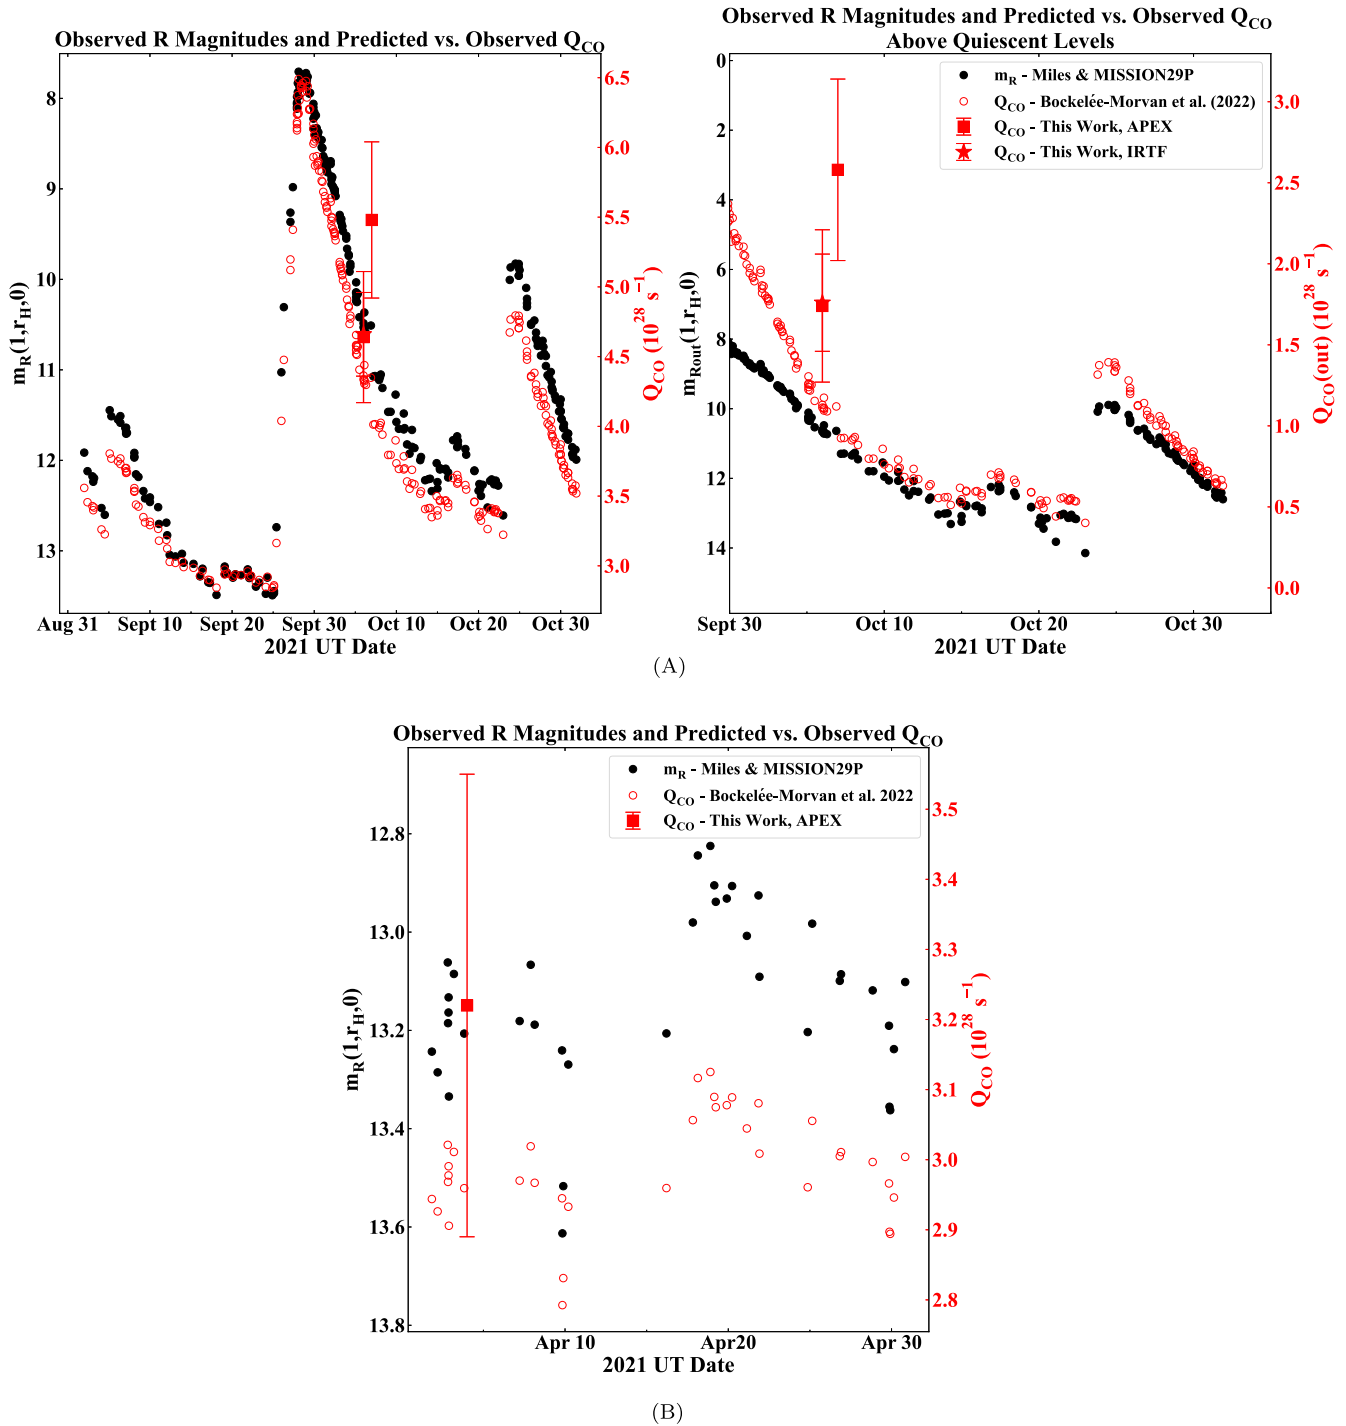 Observed R Magnitudes and Predicted vs. Observed Q_CO
8
9
10
11
12
13
m_R(1,r_H,0)
6.5
6.0
5.5
5.0
4.5
4.0
3.5
3.0
Q_CO (10^28 s^−1)
Aug 31 Sept 10 Sept 20 Sept 30 Oct 10 Oct 20 Oct 30
2021 UT Date
Observed R Magnitudes and Predicted vs. Observed Q_CO
Above Quiescent Levels
m_R - Miles & MISSION29P
Q_CO - Bockelée-Morvan et al. (2022)
Q_CO - This Work, APEX
Q_CO - This Work, IRTF
0
2
4
6
8
10
12
14
m_Rout(1,r_H,0)
3.0
2.5
2.0
1.5
1.0
0.5
0.0
Q_CO(out) (10^28 s^−1)
Sept 30 Oct 10 Oct 20 Oct 30
2021 UT Date
(A)
Observed R Magnitudes and Predicted vs. Observed Q_CO
m_R - Miles & MISSION29P
Q_CO - Bockelée-Morvan et al. 2022
Q_CO - This Work, APEX
12.8
13.0
13.2
13.4
13.6
13.8
m_R(1,r_H,0)
3.5
3.4
3.3
3.2
3.1
3.0
2.9
2.8
Q_CO (10^28 s^−1)
Apr 10 Apr20 Apr 30
2021 UT Date
(B)